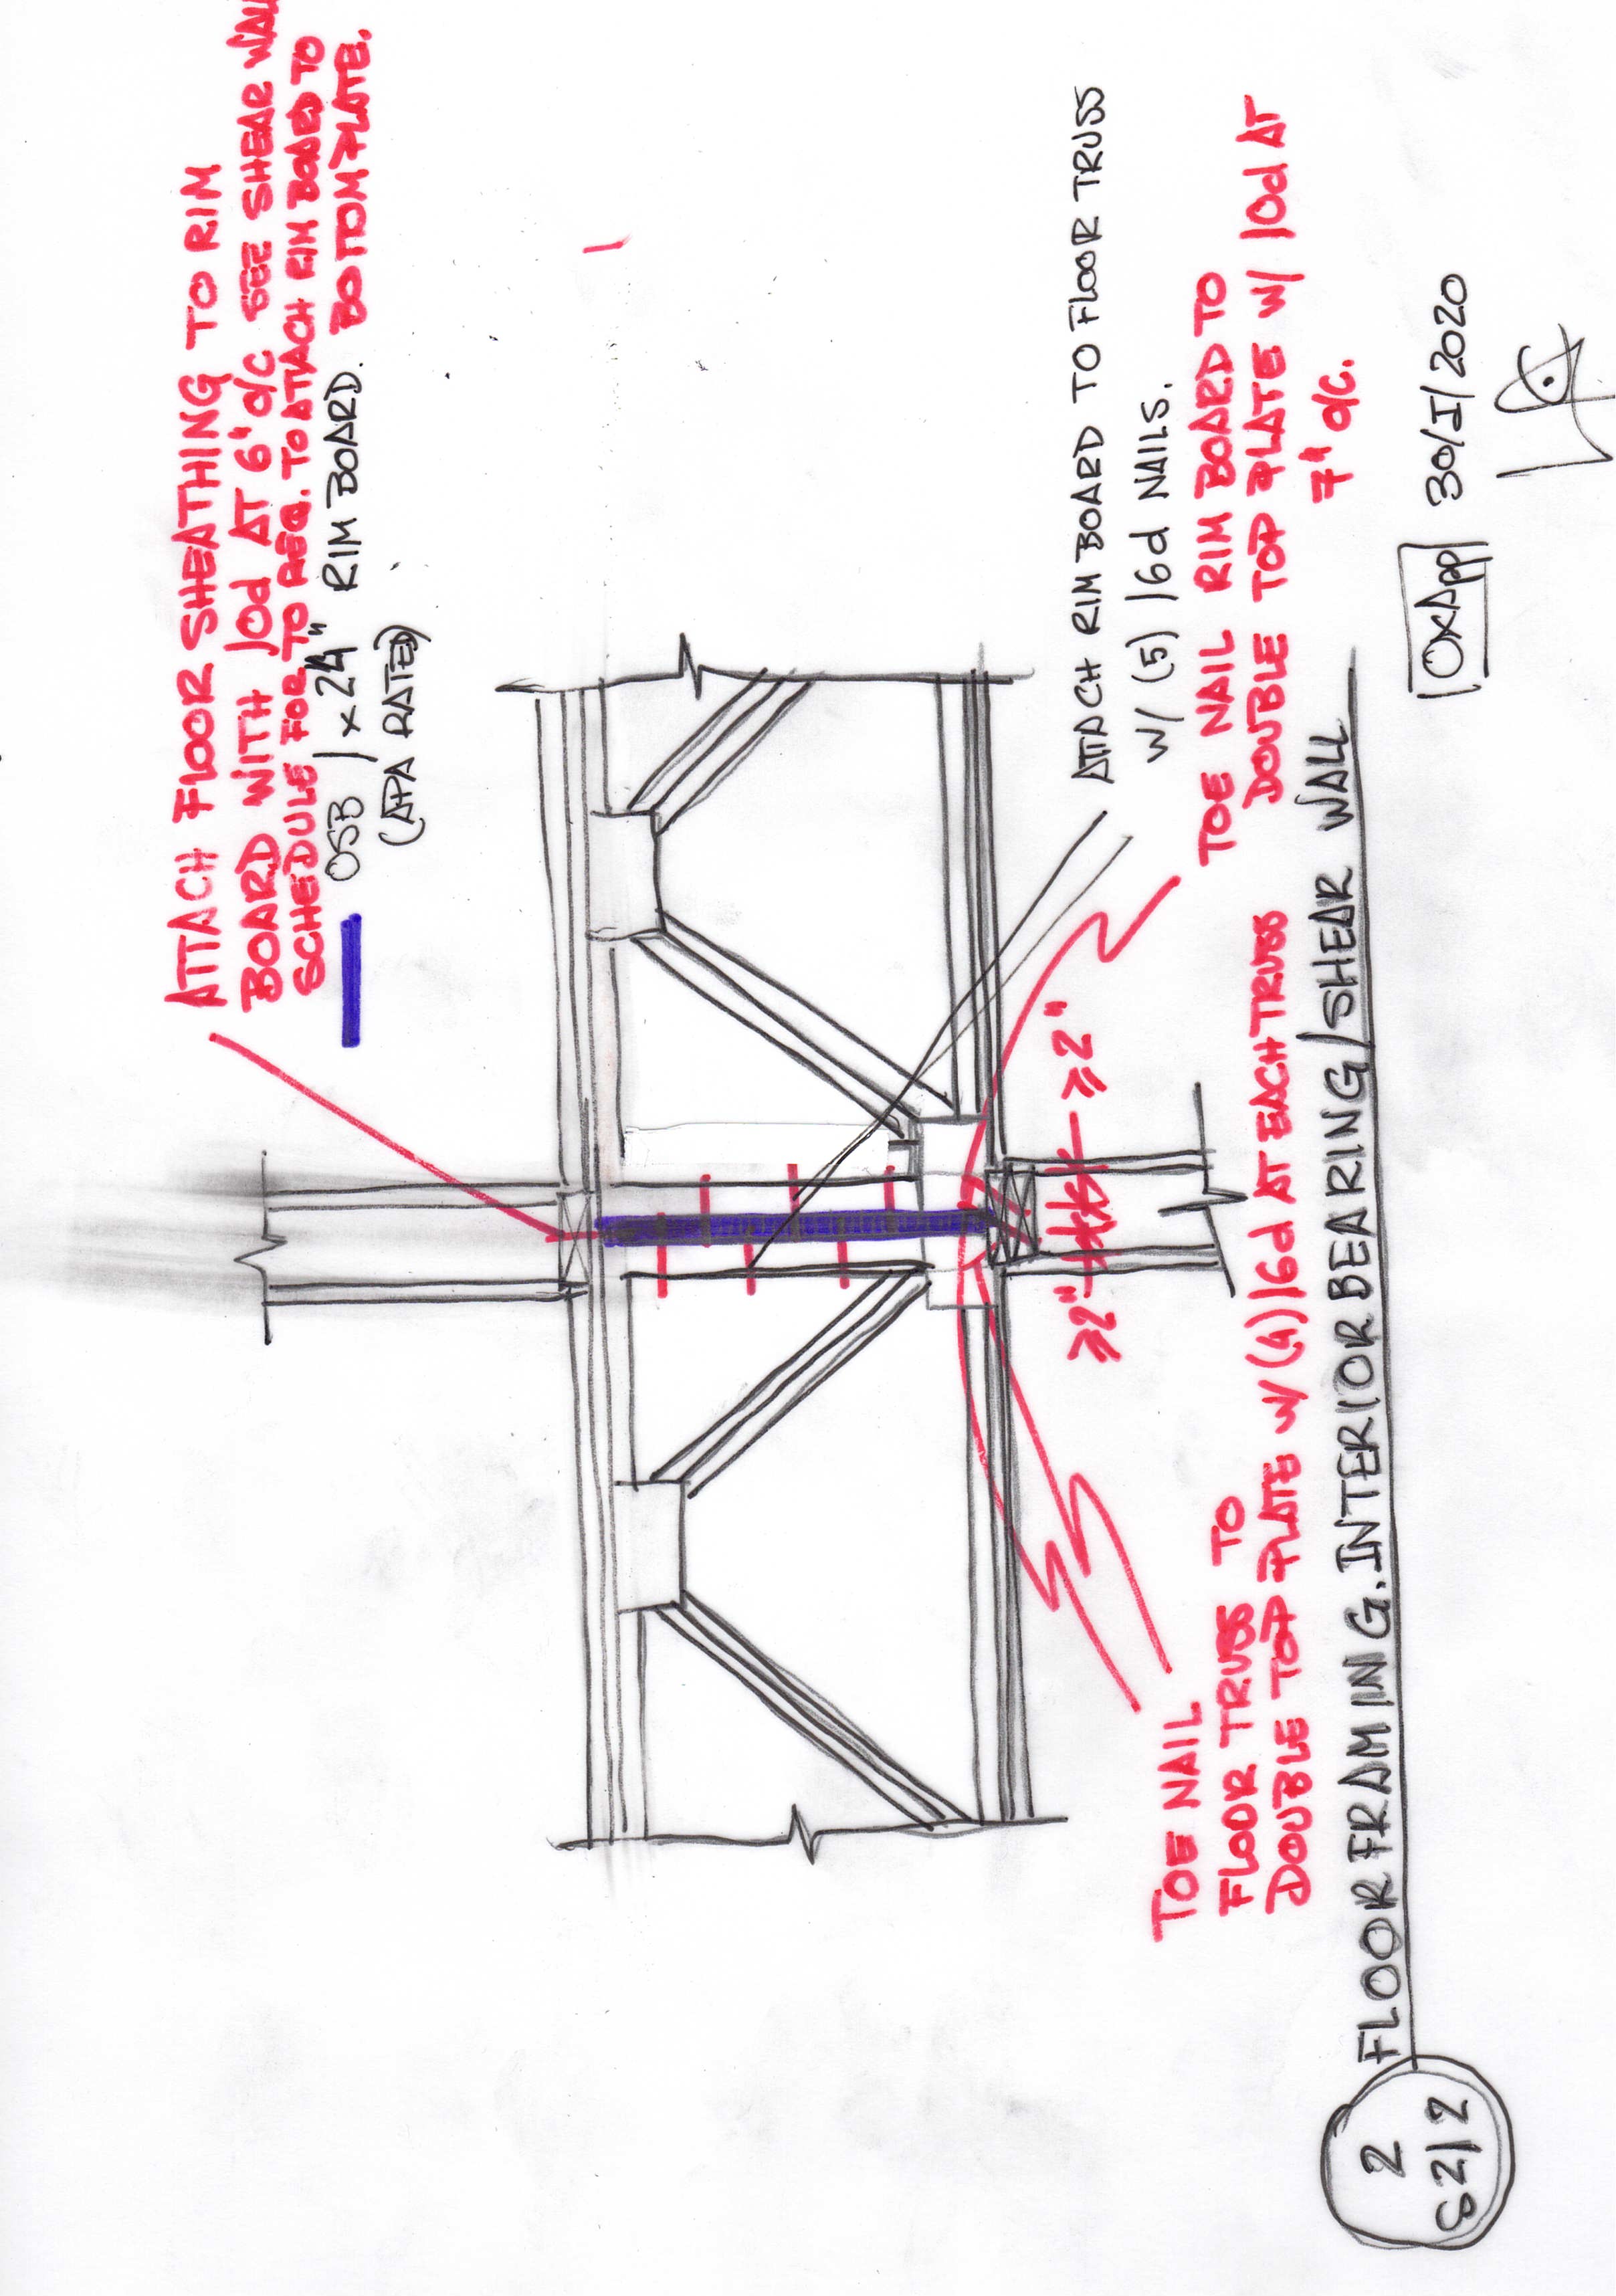 ATTACH FLOOR SHEATHING TO RIM
BOARD WITH 10d AT 6" O/C SEE SHEAR WALL
SCHEDULE FOR TO REQ. TO ATTACH RIM BOARD TO
BOTTOM PLATE.
OSB 1 x 24" RIM BOARD.
(APA RATED)
ATTACH RIM BOARD TO FLOOR TRUSS
W/ (5) 16d NAILS.
TOE NAIL RIM BOARD TO
DOUBLE TOP PLATE W/ 10d AT
7" O/C.
≥2" ≥2"
TOE NAIL
FLOOR TRUSS TO
DOUBLE TOP PLATE W/ (4) 16d AT EACH TRUSS
2
S212
FLOOR FRAMING. INTERIOR BEARING/SHEAR WALL
OxApp 30/I/2020